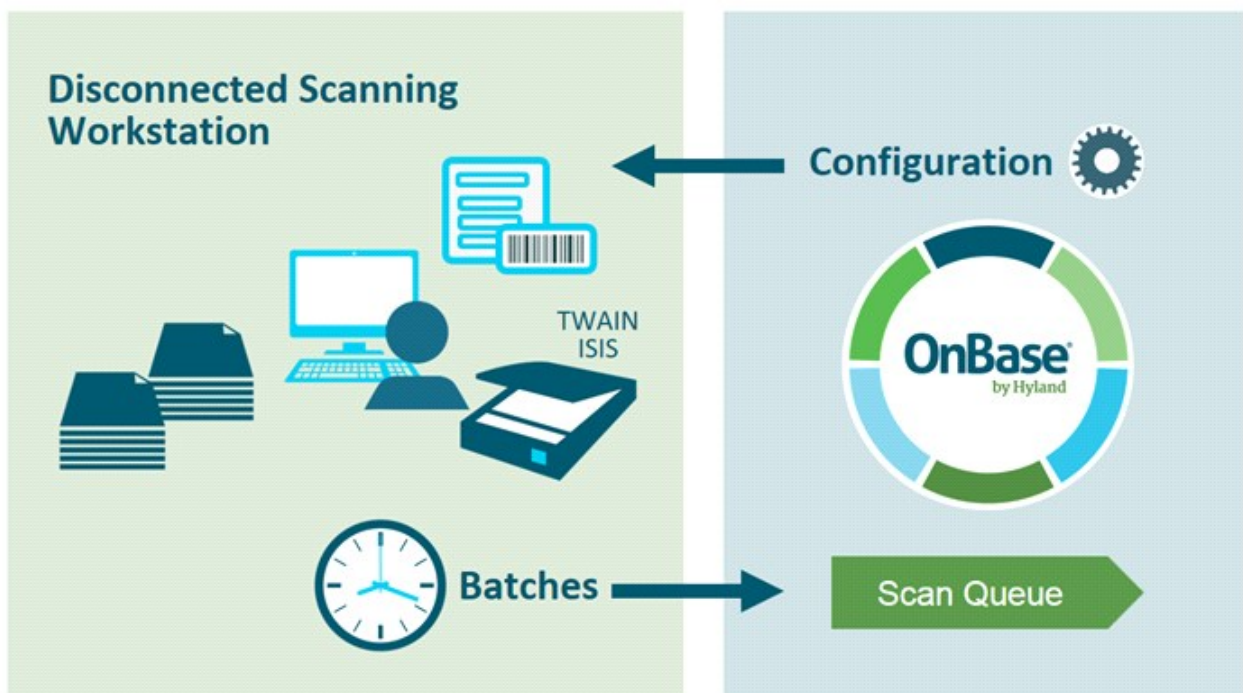 Disconnected Scanning
Workstation
Configuration
TWAIN
ISIS
OnBase®
by Hyland
Batches
Scan Queue